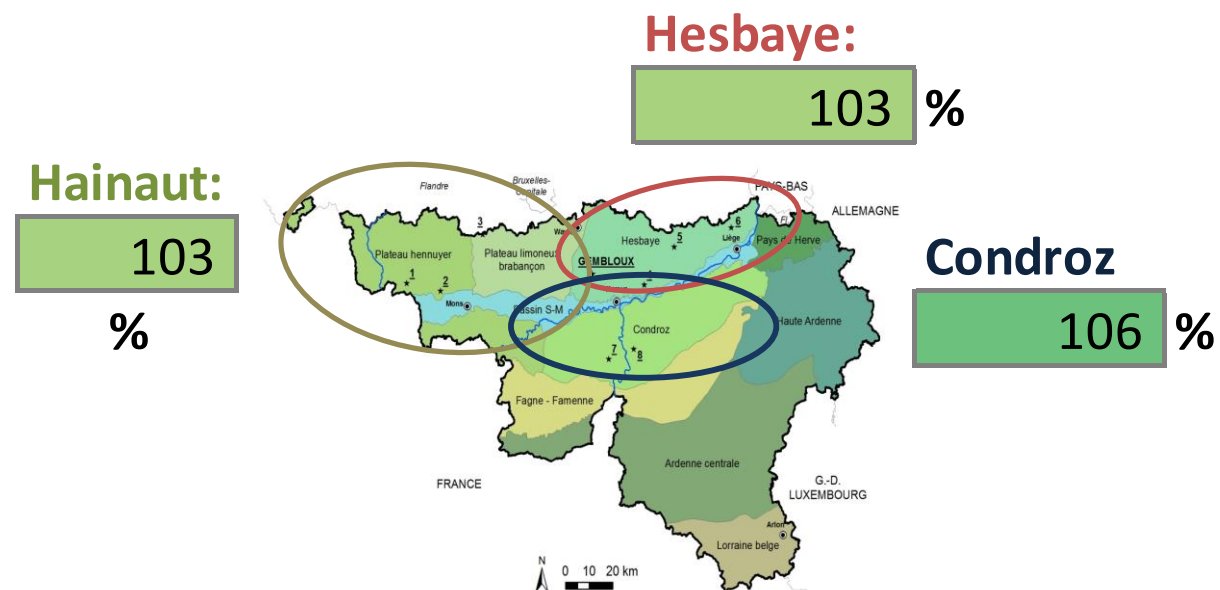 Hesbaye:
103 %
Hainaut:
103
%
Condroz
106 %
Flandre
Bruxelles-
Capitale
PAYS-BAS
ALLEMAGNE
3
6
5
Hesbaye
Liège
Pays de Herve
Plateau hennuyer
Plateau limoneux
brabançon
GEMBLOUX
1
2
Mons
Bassin S-M
Condroz
Haute Ardenne
7
8
Fagne - Famenne
Ardenne centrale
FRANCE
G.-D.
LUXEMBOURG
Arlon
Lorraine belge
N
0 10 20 km